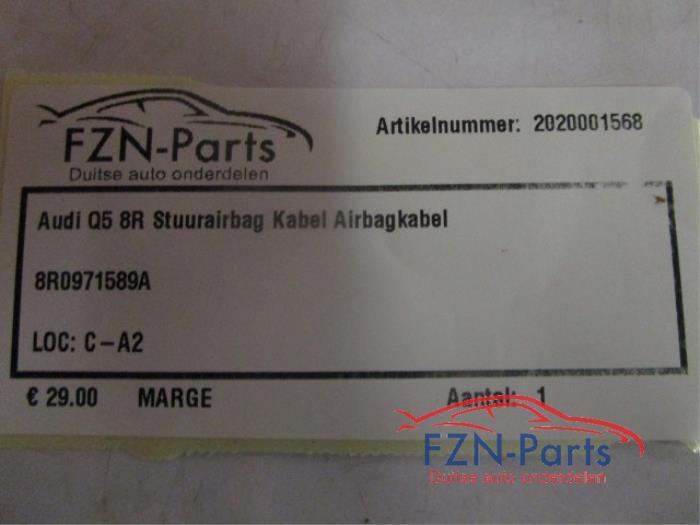 FZN-Parts
Duitse auto onderdelen
Artikelnummer: 2020001568
Audi Q5 8R Stuurairbag Kabel Airbagkabel
8R0971589A
LOC: C-A2
€ 29.00 MARGE Aantal: 1
FZN-Parts
Duitse auto onderdelen